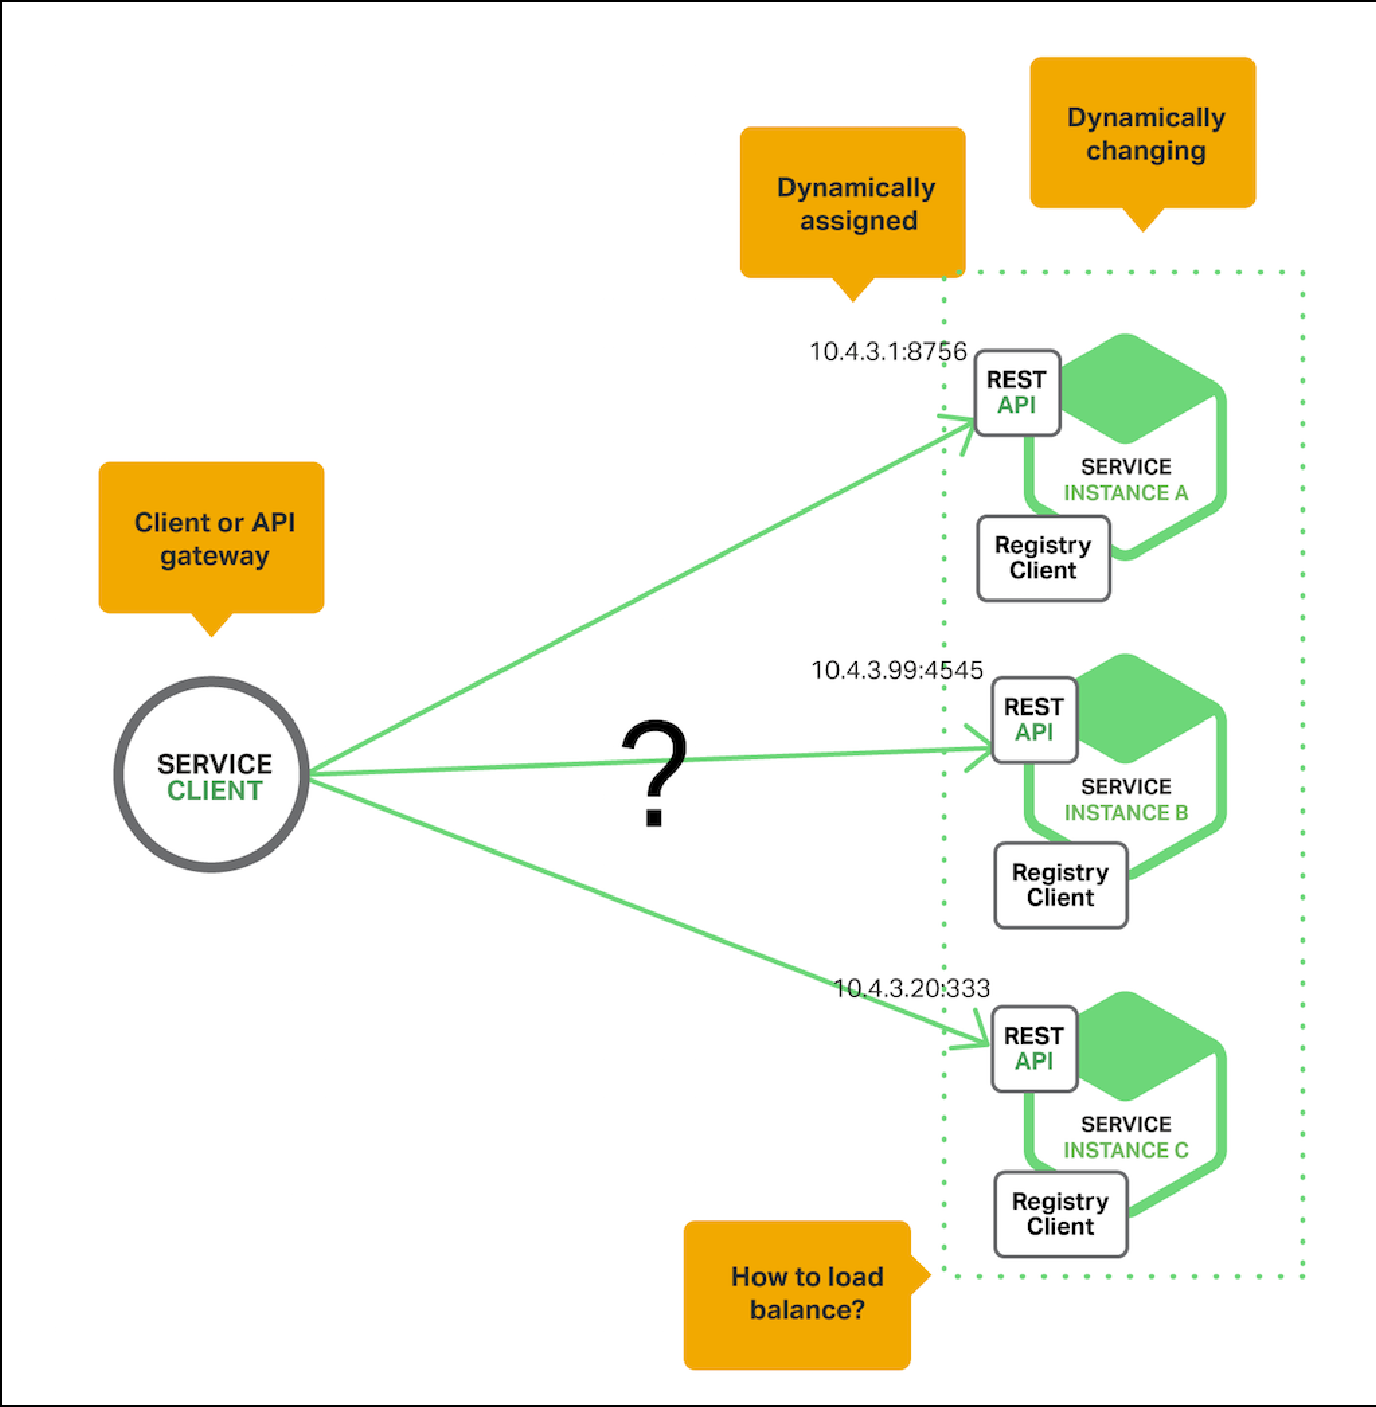 Dynamically
changing
Dynamically
assigned
10.4.3.1:8756
REST
API
SERVICE
INSTANCE A
Registry
Client
Client or API
gateway
SERVICE
CLIENT
?
10.4.3.99:4545
REST
API
SERVICE
INSTANCE B
Registry
Client
10.4.3.20:333
REST
API
SERVICE
INSTANCE C
Registry
Client
How to load
balance?